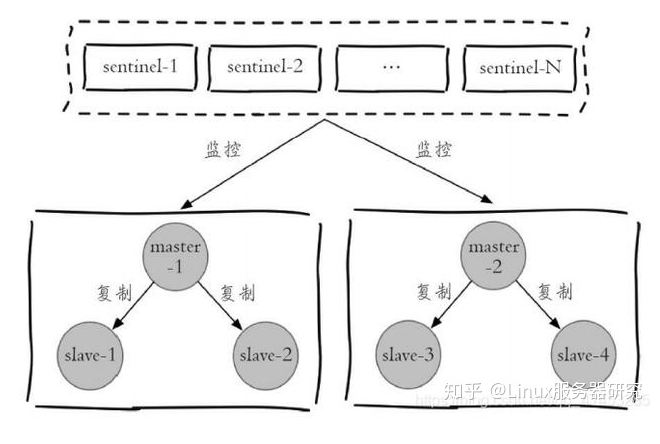 sentinel-1 sentinel-2 … sentinel-N
监控 监控
master
-1
master
-2
复制 复制 复制 复制
slave-1 slave-2 slave-3 slave-4
知乎 @Linux服务器研究